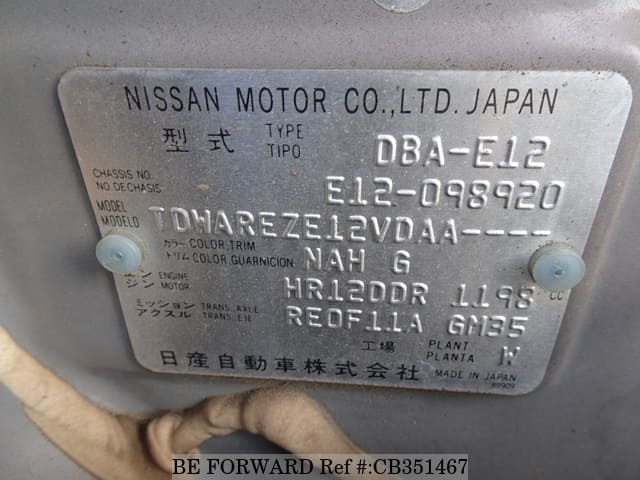 NISSAN MOTOR CO.,LTD. JAPAN
型式 TYPE TIPO DBA-E12
CHASSIS NO. NO.DE CHASIS E12-098920
MODEL MODELO TDWAREZE12VDAA----
カラー COLOR,TRIM
トリム COLOR,GUARNICION NAH G
エンジン ENGINE MOTOR HR12DDR 1198 CC
ミッション TRANS.,AXLE
アクスル TRANS.,EJE RE0F11A GM35
工場 PLANT PLANTA W
日産自動車株式会社 MADE IN JAPAN
89909
BE FORWARD Ref #:CB351467